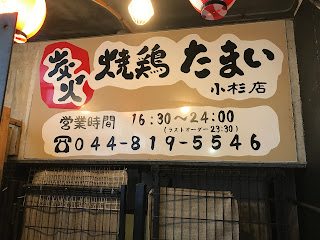 炭火 焼鶏 たまい
小杉店
営業時間 16:30〜24:00
(ラストオーダー23:30)
☎044-819-5546